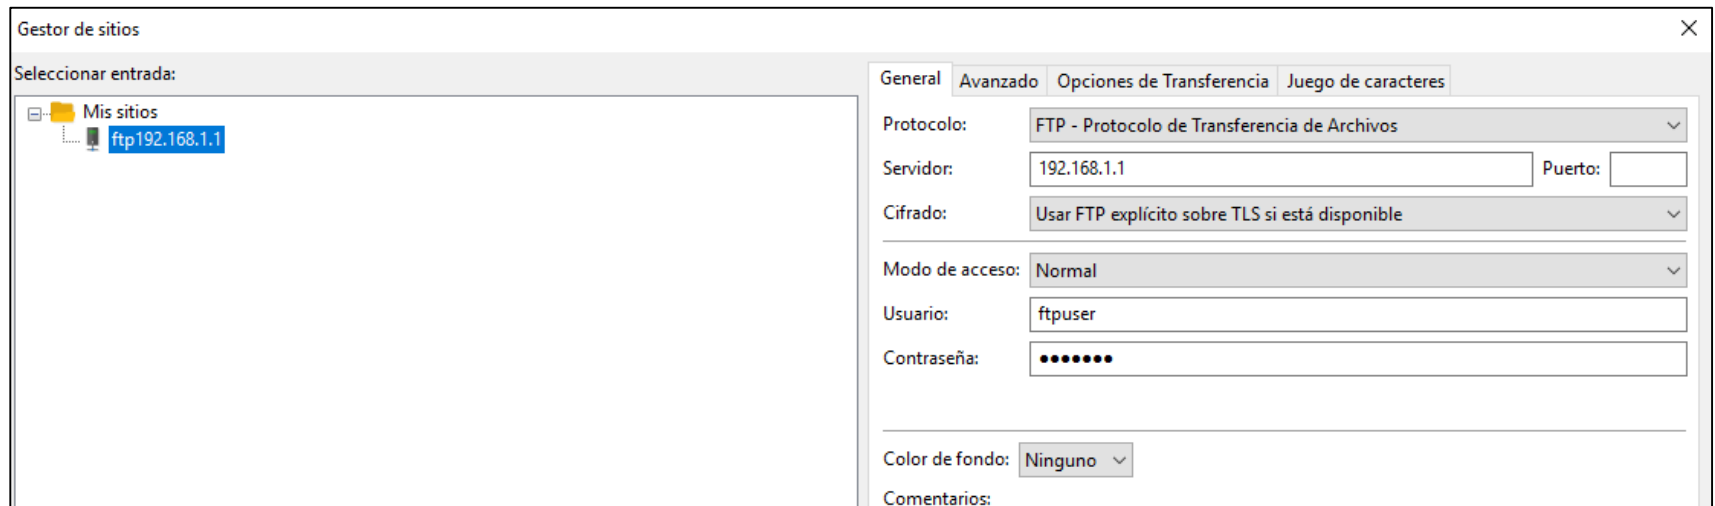 Gestor de sitios
Seleccionar entrada:
Mis sitios
ftp192.168.1.1
General Avanzado Opciones de Transferencia Juego de caracteres
Protocolo: FTP - Protocolo de Transferencia de Archivos
Servidor: 192.168.1.1 Puerto:
Cifrado: Usar FTP explícito sobre TLS si está disponible
Modo de acceso: Normal
Usuario: ftpuser
Contraseña: •••••••
Color de fondo: Ninguno
Comentarios: